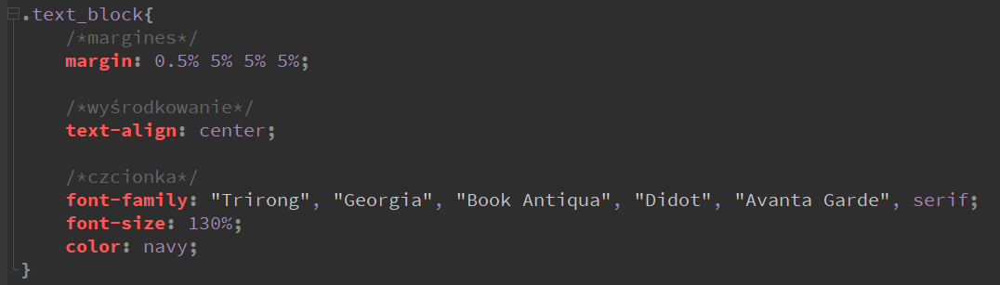 .text_block{
/*margines*/
margin: 0.5% 5% 5% 5%;
/*wyśrodkowanie*/
text-align: center;
/*czcionka*/
font-family: "Trirong", "Georgia", "Book Antiqua", "Didot", "Avanta Garde", serif;
font-size: 130%;
color: navy;
}